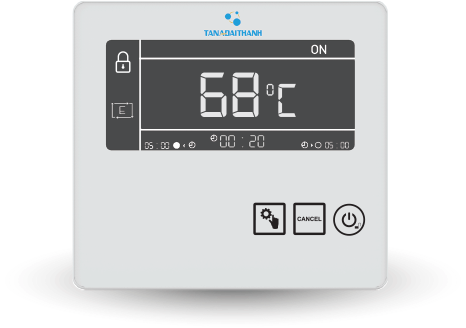 TANADAITHANH
ON
E
68°C
05 : 00 00 : 20 05 : 00
CANCEL